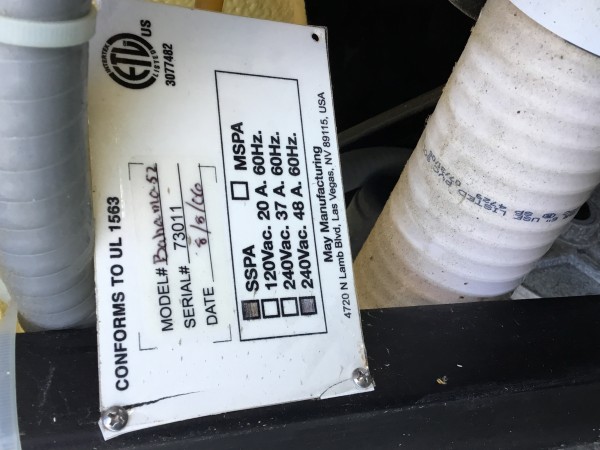 INTERTEK
ETL
LISTED
US
3077482
CONFORMS TO UL 1563
MODEL# Bahama-52
SERIAL# 73011
DATE 8/8/06
SSPA MSPA
120Vac. 20 A. 60Hz.
240Vac. 37 A. 60Hz.
240Vac. 48 A. 60Hz.
May Manufacturing
4720 N Lamb Blvd, Las Vegas, NV 89115, USA
LISTED